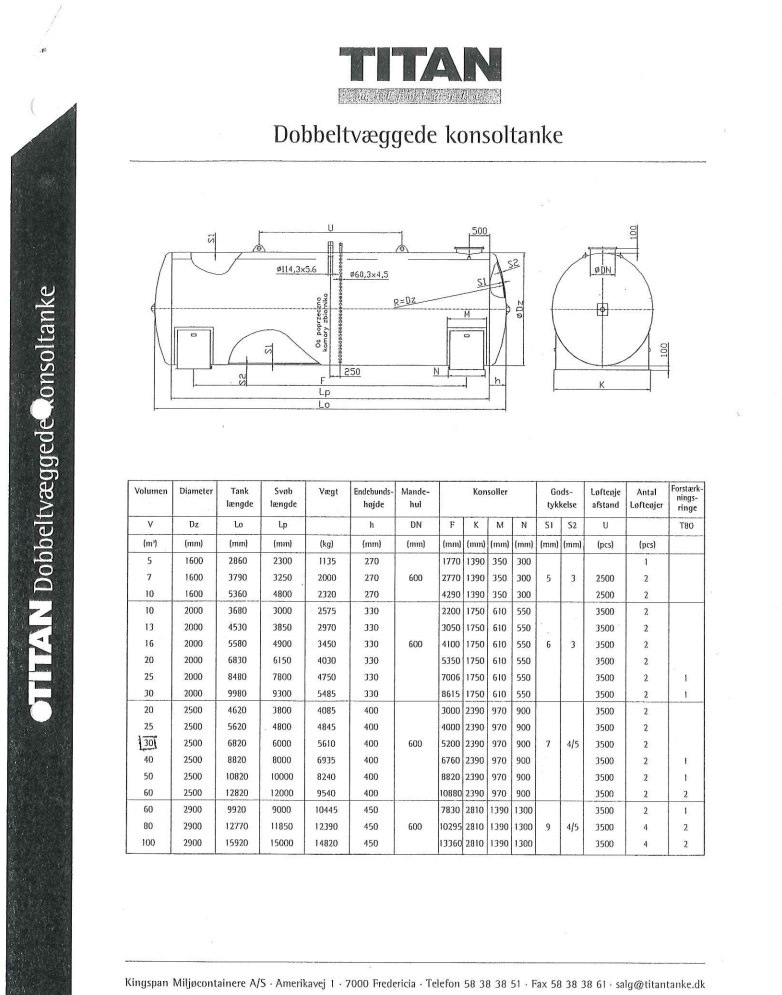 TITAN
Dobbeltvæggede konsoltanke
TITAN Dobbeltvæggede konsoltanke
U
500
100
S1
S2
S1
Ø114,3x5.6
Ø60,3x4,5
R=Dz
ØDz
ØDN
Os poprzeczna
komory zbiornika
M
S1
S2
F
250
N
h
100
K
Lp
Lo
Volumen Diameter Tank længde Svøb længde Vægt Endebunds-højde Mande-hul Konsoller Gods-tykkelse Løfteøje afstand Antal Løfteøjer Forstærk-nings-ringe
V Dz Lo Lp h DN F K M N S1 S2 U T80
(m³) (mm) (mm) (mm) (kg) (mm) (mm) (mm) (mm) (mm) (mm) (mm) (mm) (pcs) (pcs)
5 1600 2860 2300 1135 270 1770 1390 350 300 1
7 1600 3790 3250 2000 270 600 2770 1390 350 300 5 3 2500 2
10 1600 5360 4800 2320 270 4290 1390 350 300 2500 2
10 2000 3680 3000 2575 330 2200 1750 610 550 3500 2
13 2000 4530 3850 2970 330 3050 1750 610 550 3500 2
16 2000 5580 4900 3450 330 600 4100 1750 610 550 6 3 3500 2
20 2000 6830 6150 4030 330 5350 1750 610 550 3500 2
25 2000 8480 7800 4750 330 7006 1750 610 550 3500 2 1
30 2000 9980 9300 5485 330 8615 1750 610 550 3500 2 1
20 2500 4620 3800 4085 400 3000 2390 970 900 3500 2
25 2500 5620 4800 4845 400 4000 2390 970 900 3500 2
30 2500 6820 6000 5610 400 600 5200 2390 970 900 7 4/5 3500 2
40 2500 8820 8000 6935 400 6760 2390 970 900 3500 2 1
50 2500 10820 10000 8240 400 8820 2390 970 900 3500 2 1
60 2500 12820 12000 9540 400 10880 2390 970 900 3500 2 2
60 2900 9920 9000 10445 450 7830 2810 1390 1300 3500 2 1
80 2900 12770 11850 12390 450 600 10295 2810 1390 1300 9 4/5 3500 4 2
100 2900 15920 15000 14820 450 13360 2810 1390 1300 3500 4 2
Kingspan Miljøcontainere A/S · Amerikavej 1 · 7000 Fredericia · Telefon 58 38 38 51 · Fax 58 38 38 61 · salg@titantanke.dk